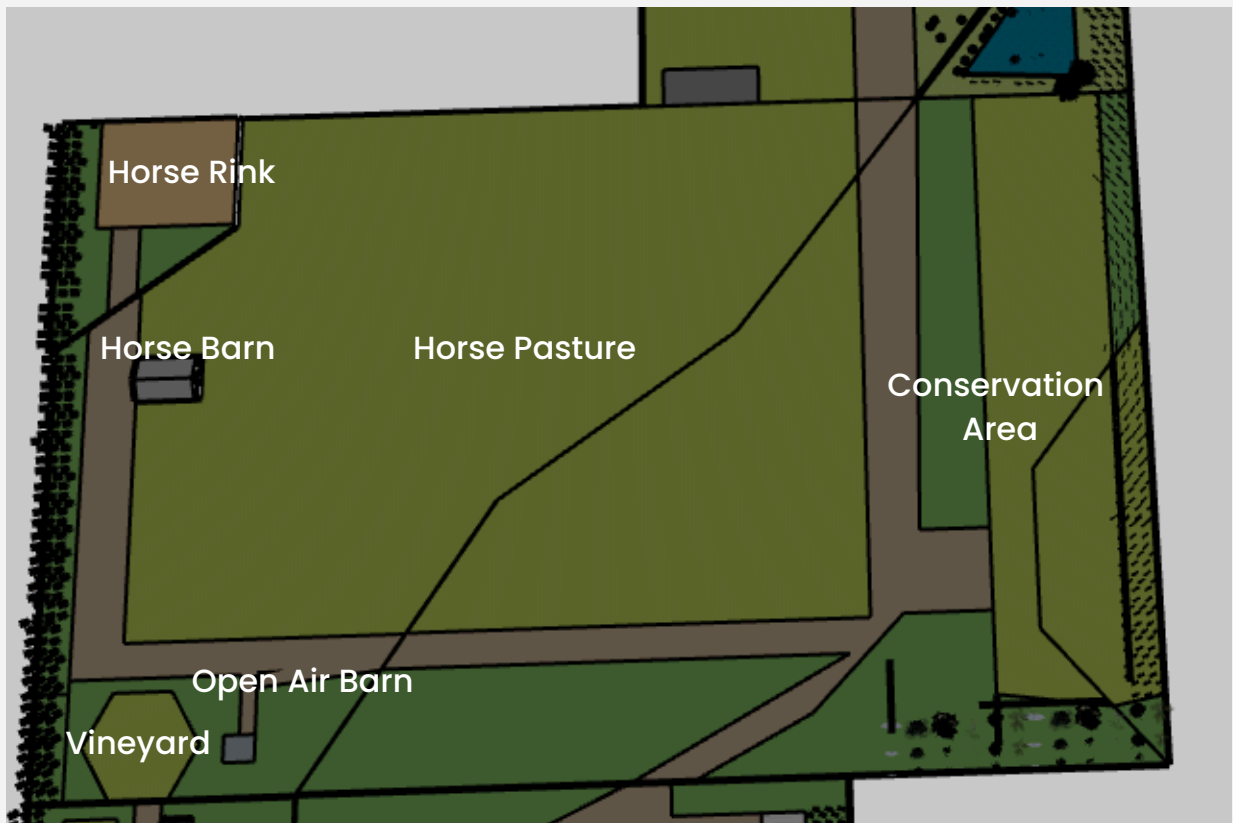 Horse Rink
Horse Barn
Horse Pasture
Conservation
Area
Open Air Barn
Vineyard